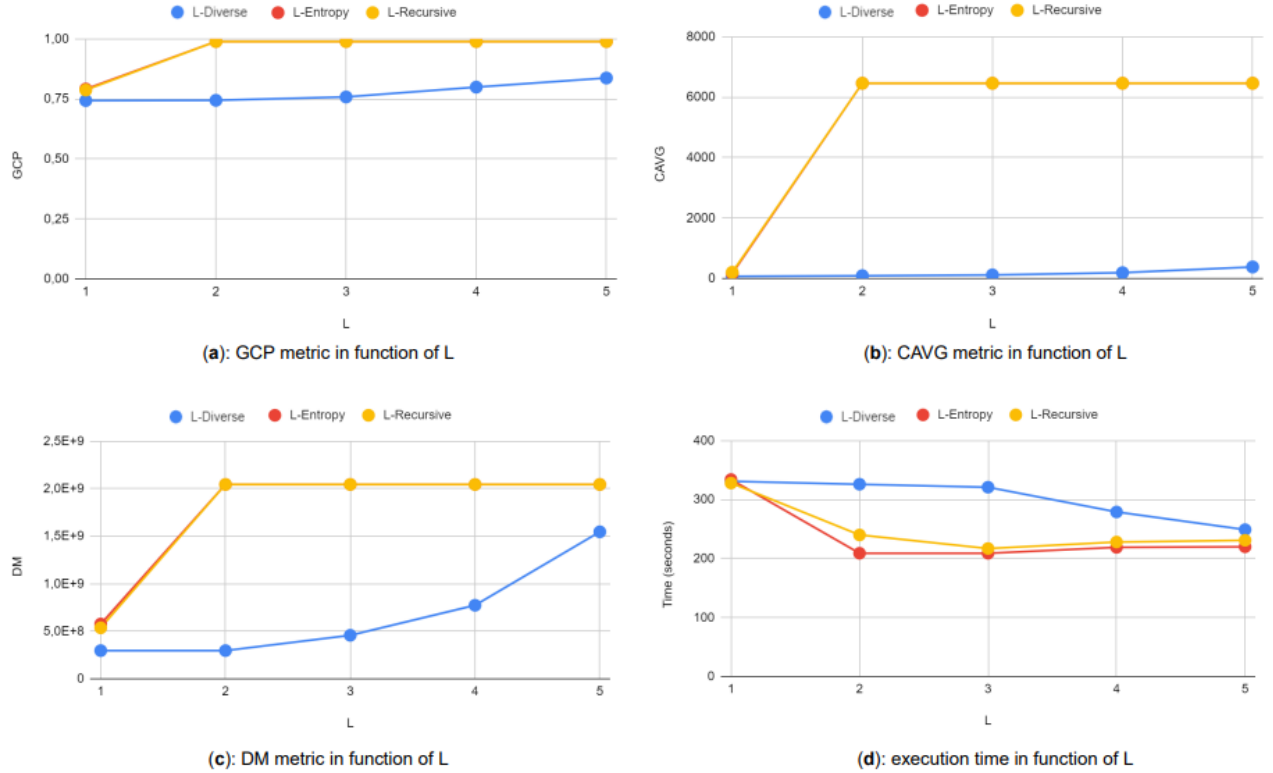 L-Diverse L-Entropy L-Recursive
1,00
0,75
0,50
0,25
0,00
GCP
1 2 3 4 5
L
(a): GCP metric in function of L
L-Diverse L-Entropy L-Recursive
8000
6000
4000
2000
0
CAVG
1 2 3 4 5
L
(b): CAVG metric in function of L
L-Diverse L-Entropy L-Recursive
2,5E+9
2,0E+9
1,5E+9
1,0E+9
5,0E+8
0
DM
1 2 3 4 5
L
(c): DM metric in function of L
L-Diverse L-Entropy L-Recursive
400
300
200
100
0
Time (seconds)
1 2 3 4 5
L
(d): execution time in function of L